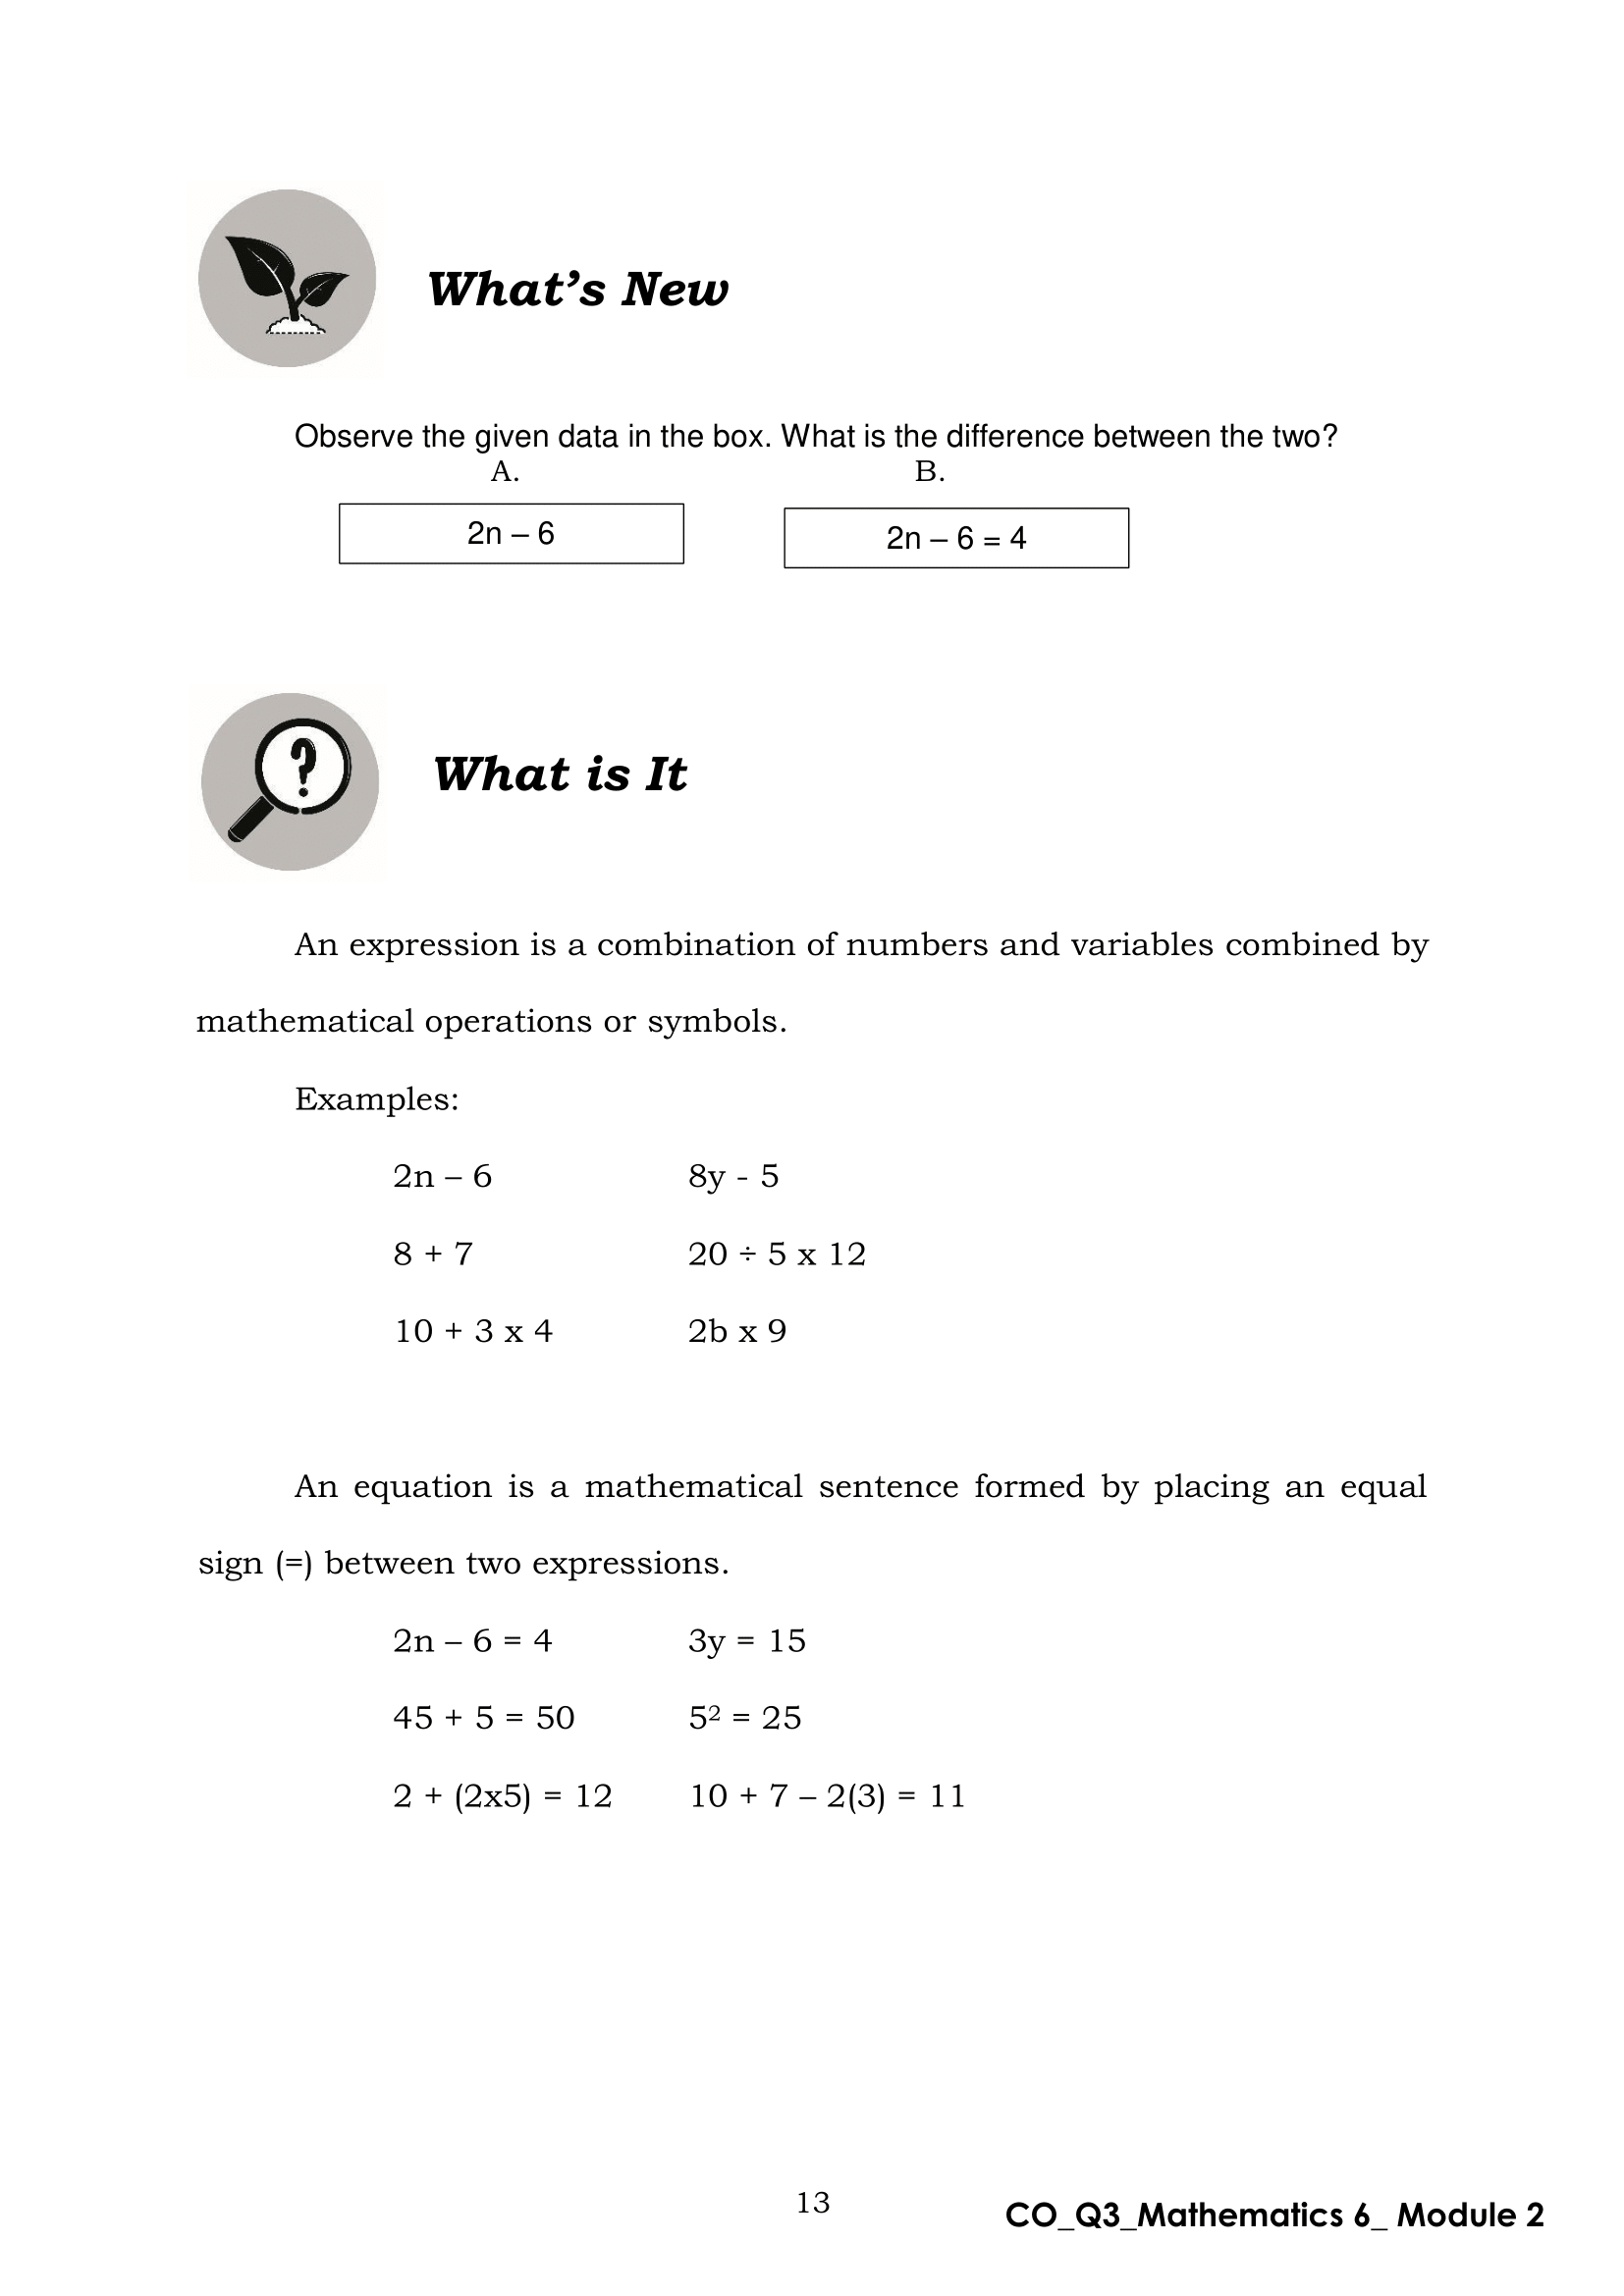 What's New
Observe the given data in the box. What is the difference between the two?
A. B.
2n – 6 2n – 6 = 4
What is It
An expression is a combination of numbers and variables combined by
mathematical operations or symbols.
Examples:
2n – 6 8y - 5
8 + 7 20 ÷ 5 x 12
10 + 3 x 4 2b x 9
An equation is a mathematical sentence formed by placing an equal
sign (=) between two expressions.
2n – 6 = 4 3y = 15
45 + 5 = 50 5² = 25
2 + (2x5) = 12 10 + 7 – 2(3) = 11
13
CO_Q3_Mathematics 6_ Module 2